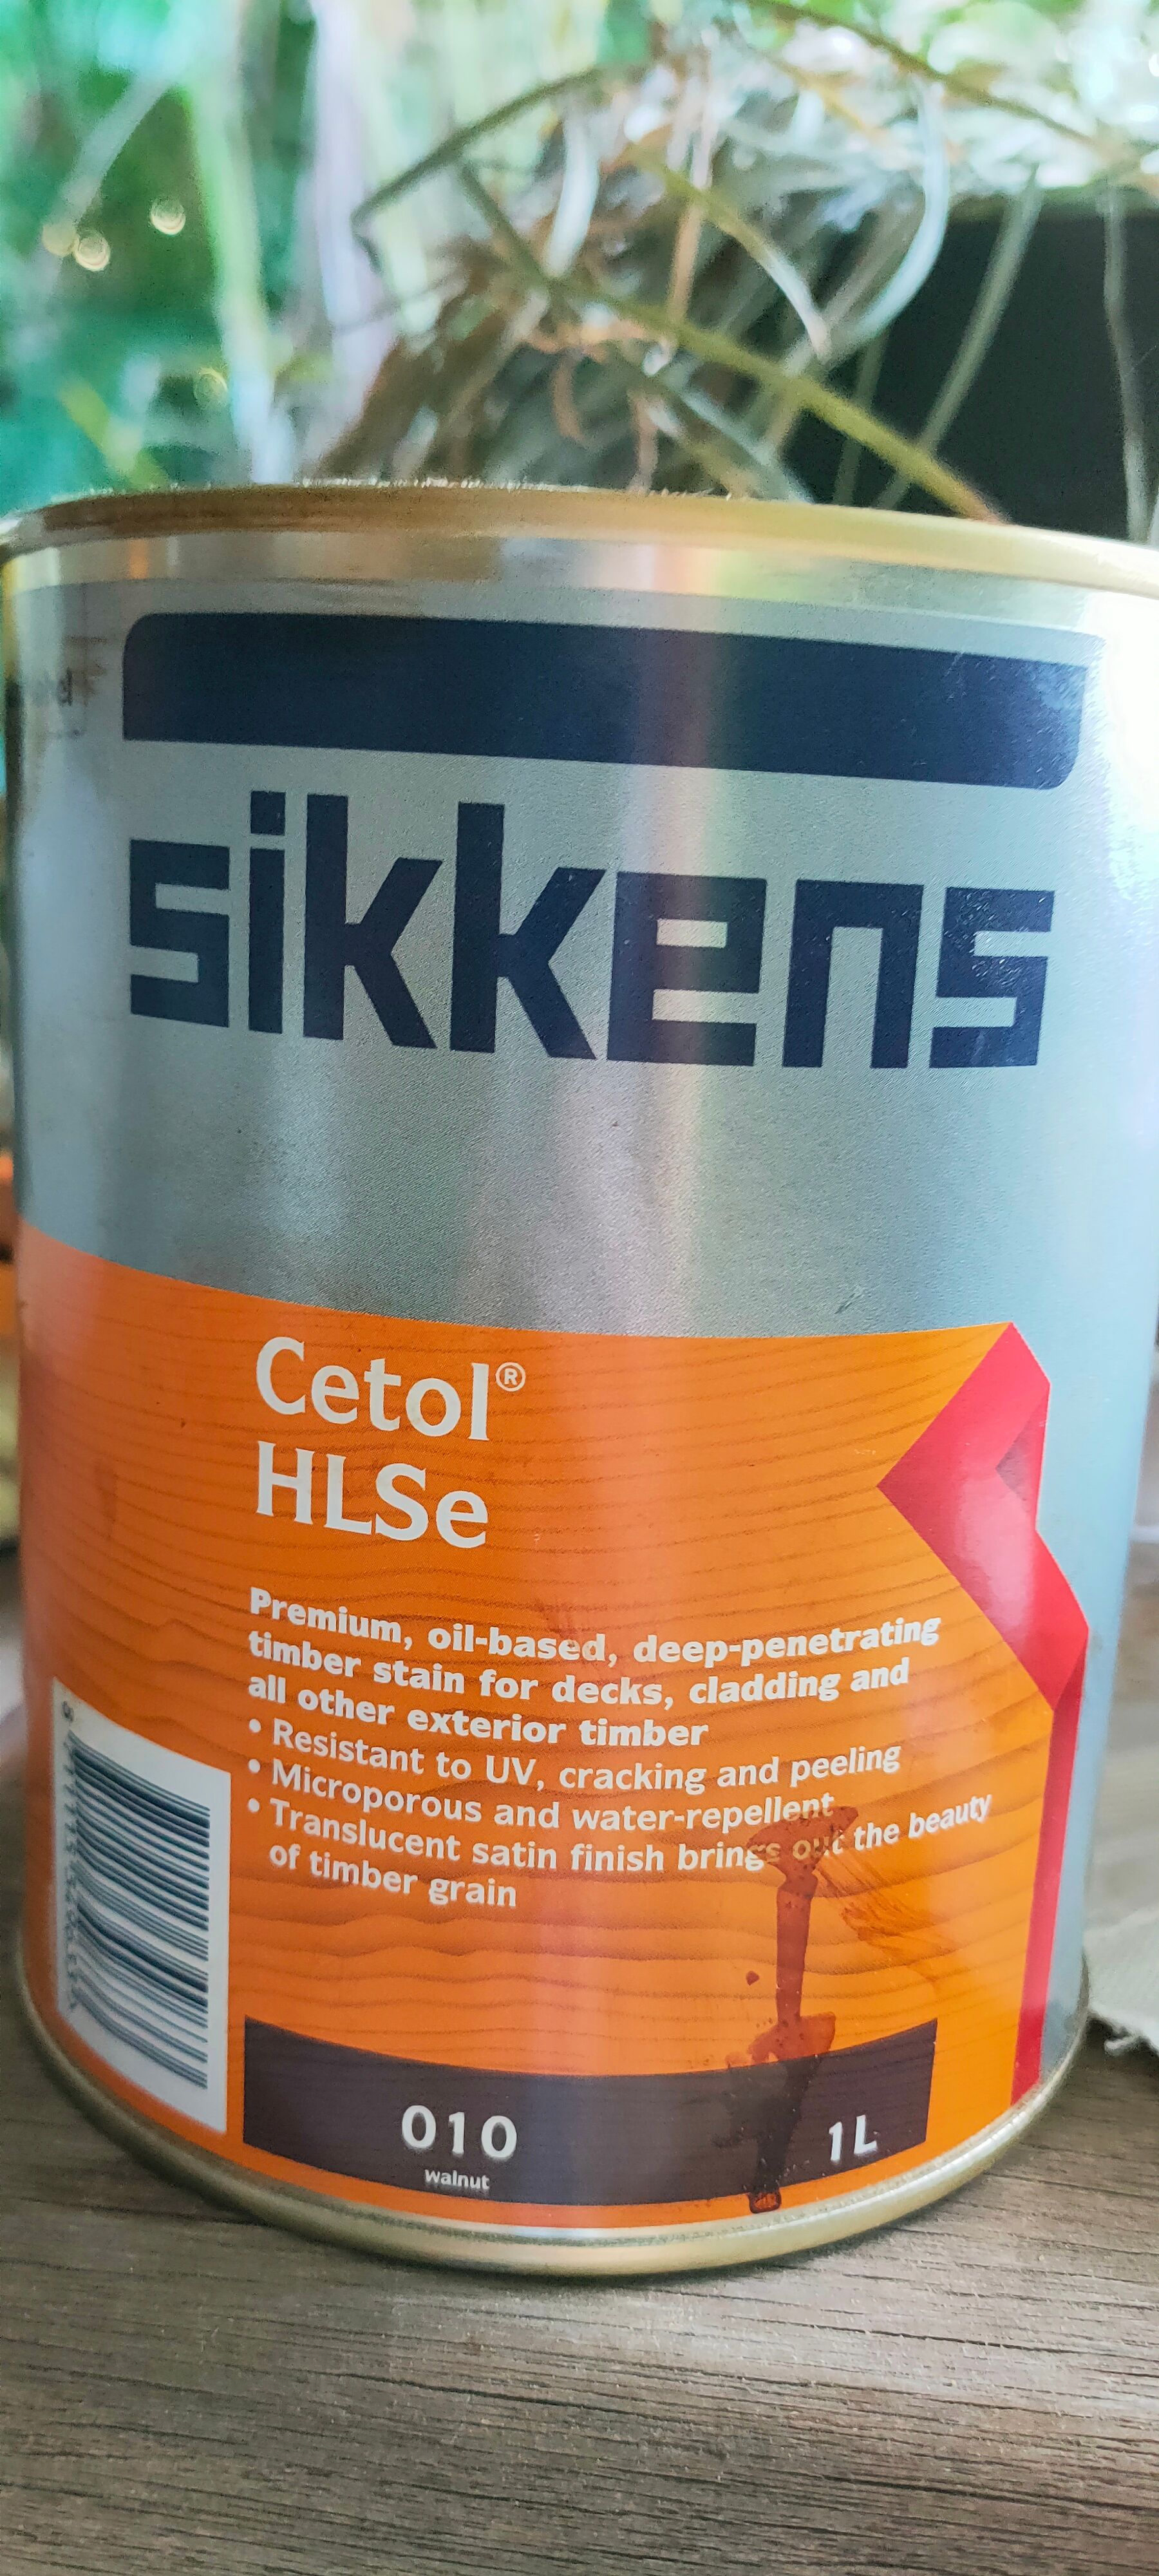 sikkens
Cetol®
HLSe
Premium, oil-based, deep-penetrating
timber stain for decks, cladding and
all other exterior timber
• Resistant to UV, cracking and peeling
• Microporous and water-repellent
• Translucent satin finish brings out the beauty
of timber grain
010
walnut
1L